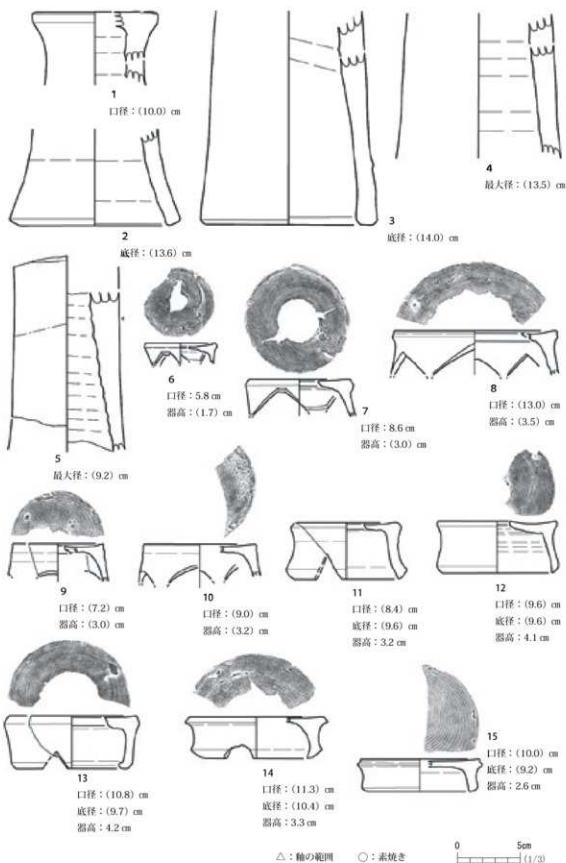 1
口径：(10.0) cm
2
底径：(13.6) cm
3
底径：(14.0) cm
4
最大径：(13.5) cm
5
最大径：(9.2) cm
6
口径：5.8 cm
器高：(1.7) cm
7
口径：8.6 cm
器高：(3.0) cm
8
口径：(13.0) cm
器高：(3.5) cm
9
口径：(7.2) cm
器高：(3.0) cm
10
口径：(9.0) cm
器高：(3.2) cm
11
口径：(8.4) cm
底径：(9.6) cm
器高：3.2 cm
12
口径：(9.6) cm
底径：(9.6) cm
器高：4.1 cm
13
口径：(10.8) cm
底径：(9.7) cm
器高：4.2 cm
14
口径：(11.3) cm
底径：(10.4) cm
器高：3.3 cm
15
口径：(10.0) cm
底径：(9.2) cm
器高：2.6 cm
△：釉の範囲 ○：素焼き
0 5cm
(1/3)